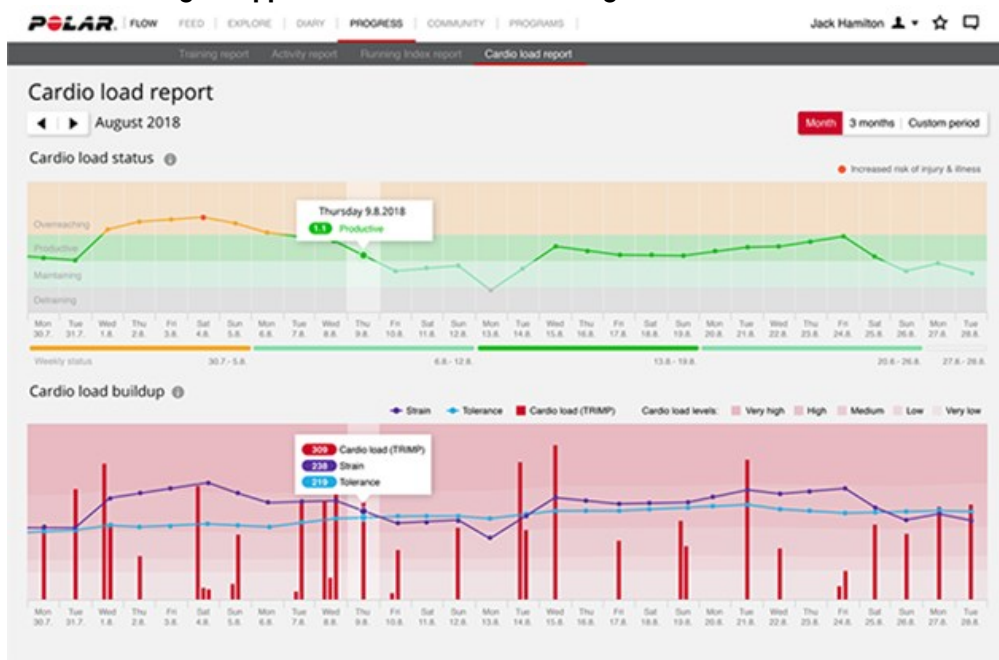 POLAR. FLOW FEED EXPLORE DIARY PROGRESS COMMUNITY PROGRAMS Jack Hamilton
Training report Activity report Running Index report Cardio load report
Cardio load report
August 2018 Month 3 months Custom period
Cardio load status
Increased risk of injury & illness
Thursday 9.8.2018
1.1 Productive
Overreaching
Productive
Maintaining
Detraining
Mon Tue Wed Thu Fri Sat Sun Mon Tue Wed Thu Fri Sat Sun Mon Tue Wed Thu Fri Sat Sun Mon Tue Wed Thu Fri Sat Sun Mon Tue
30.7. 31.7. 1.8. 2.8. 3.8. 4.8. 5.8. 6.8. 7.8. 8.8. 9.8. 10.8. 11.8. 12.8. 13.8. 14.8. 15.8. 16.8. 17.8. 18.8. 19.8. 20.8. 21.8. 22.8. 23.8. 24.8. 25.8. 26.8. 27.8. 28.8.
Weekly status 30.7.- 5.8. 6.8.- 12.8. 13.8.- 19.8. 20.8.- 26.8. 27.8.- 28.8.
Cardio load buildup
Strain Tolerance Cardio load (TRIMP) Cardio load levels: Very high High Medium Low Very low
309 Cardio load (TRIMP)
238 Strain
219 Tolerance
Mon Tue Wed Thu Fri Sat Sun Mon Tue Wed Thu Fri Sat Sun Mon Tue Wed Thu Fri Sat Sun Mon Tue Wed Thu Fri Sat Sun Mon Tue
30.7. 31.7. 1.8. 2.8. 3.8. 4.8. 5.8. 6.8. 7.8. 8.8. 9.8. 10.8. 11.8. 12.8. 13.8. 14.8. 15.8. 16.8. 17.8. 18.8. 19.8. 20.8. 21.8. 22.8. 23.8. 24.8. 25.8. 26.8. 27.8. 28.8.